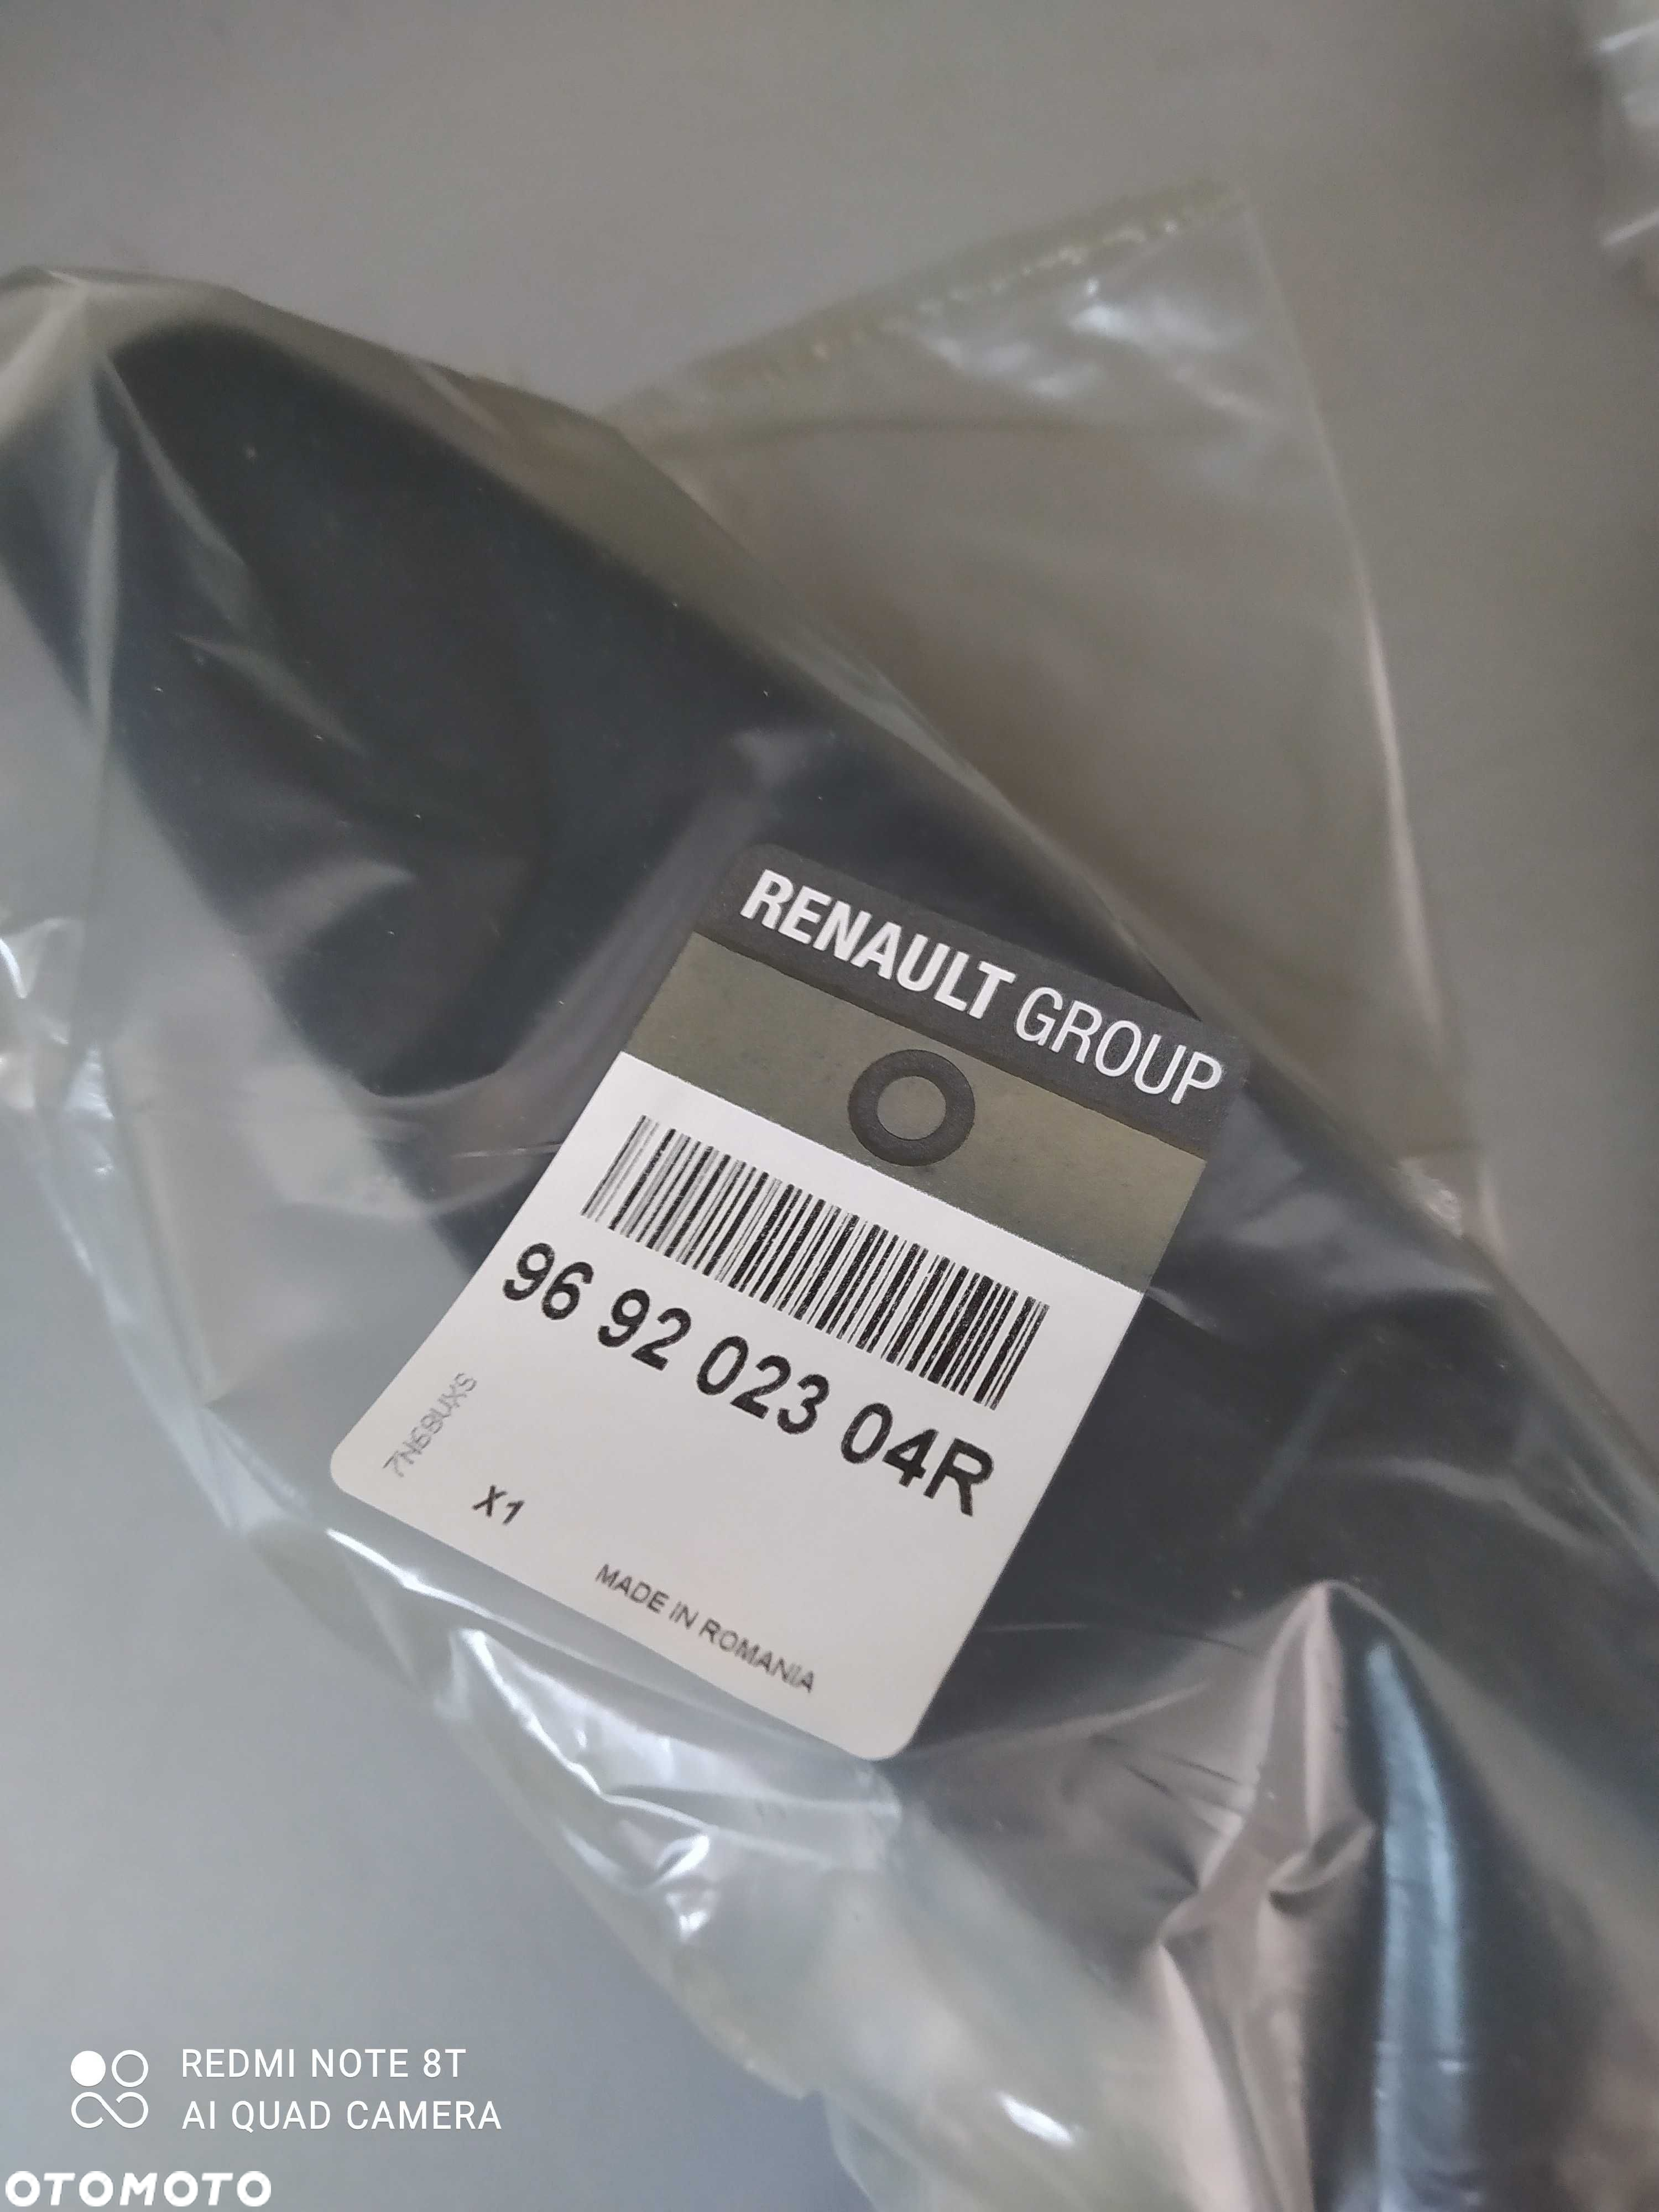 RENAULT GROUP
96 92 023 04R
7N6BUXS
X1
MADE IN ROMANIA
REDMI NOTE 8T
AI QUAD CAMERA
OTOMOTO